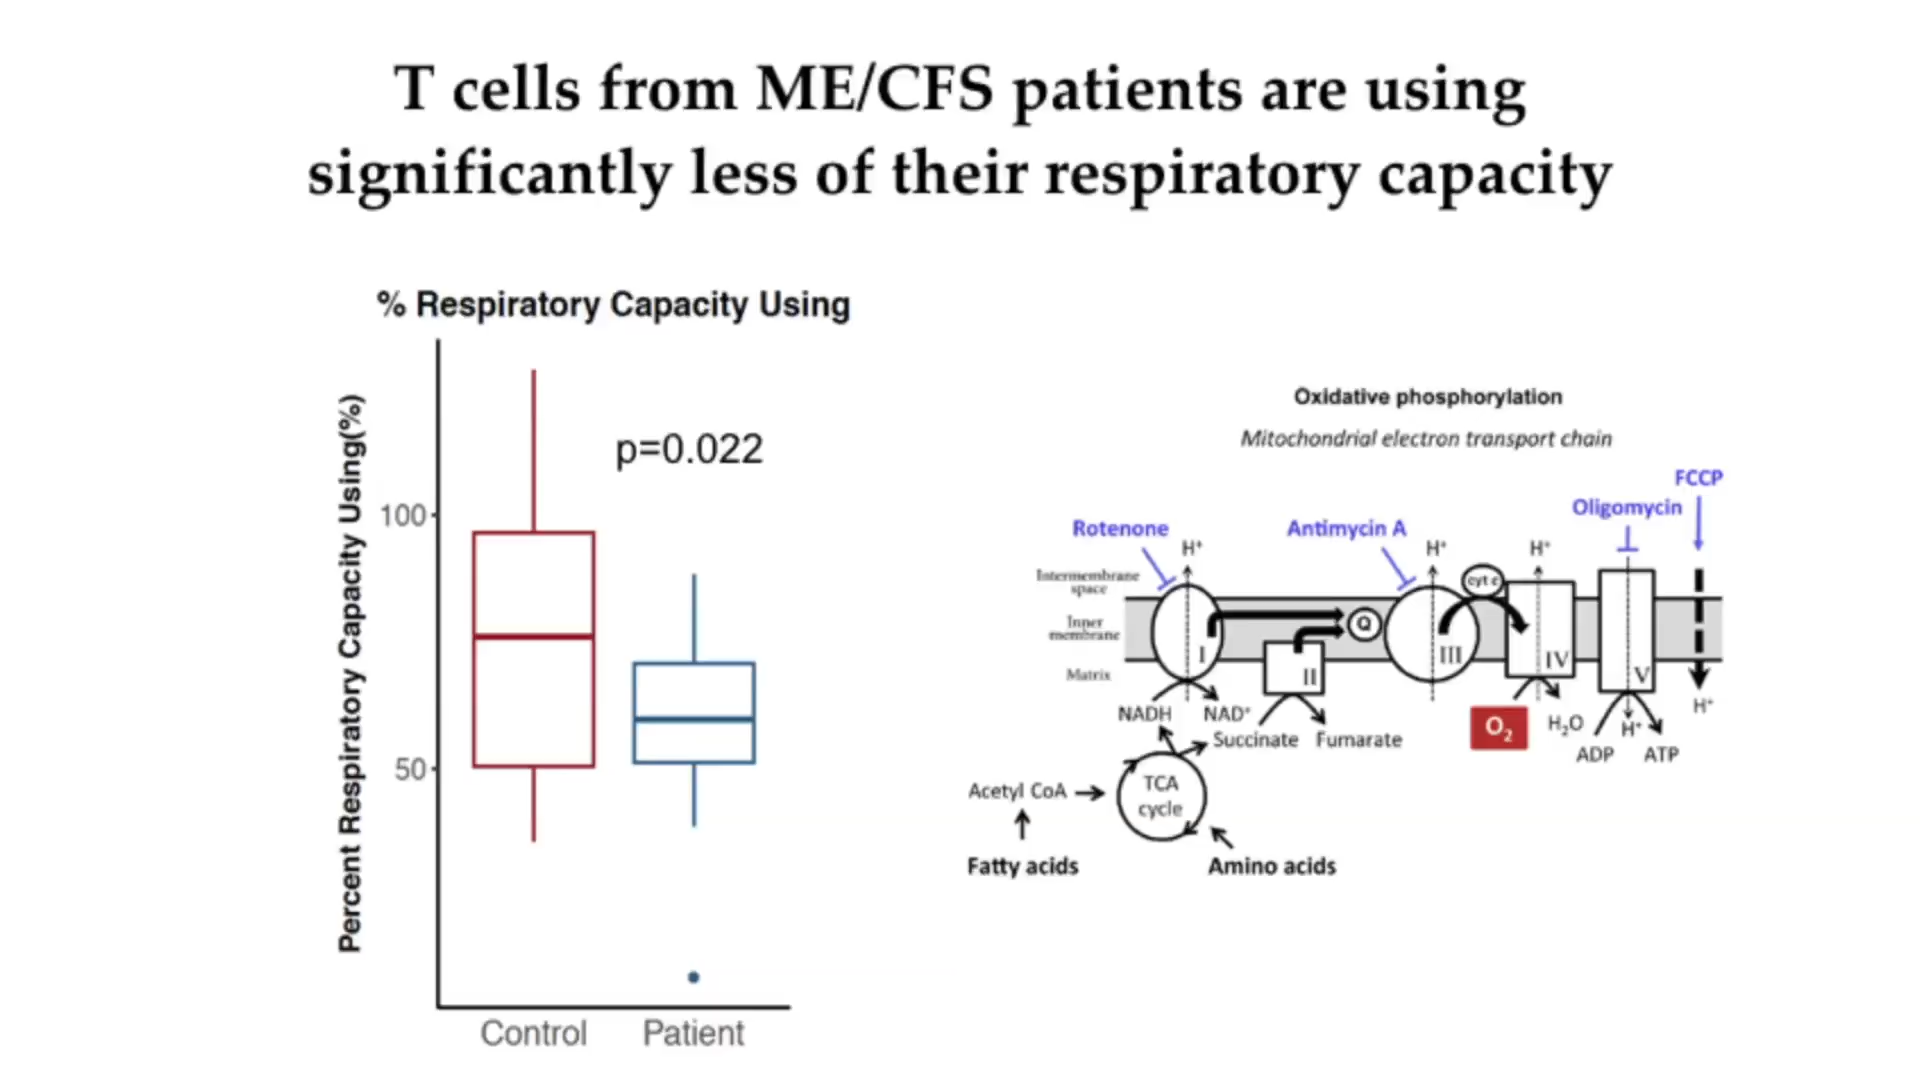 T cells from ME/CFS patients are using
significantly less of their respiratory capacity
% Respiratory Capacity Using
Percent Respiratory Capacity Using(%)
p=0.022
100
50
Control
Patient
Oxidative phosphorylation
Mitochondrial electron transport chain
FCCP
Oligomycin
Rotenone
Antimycin A
H⁺
H⁺
H⁺
Intermembrane
space
cyt c
Inner
membrane
Q
I
III
IV
Matrix
II
V
H⁺
NADH
NAD⁺
O₂
H₂O
H⁺
Succinate
Fumarate
ADP
ATP
TCA
cycle
Acetyl CoA
Fatty acids
Amino acids